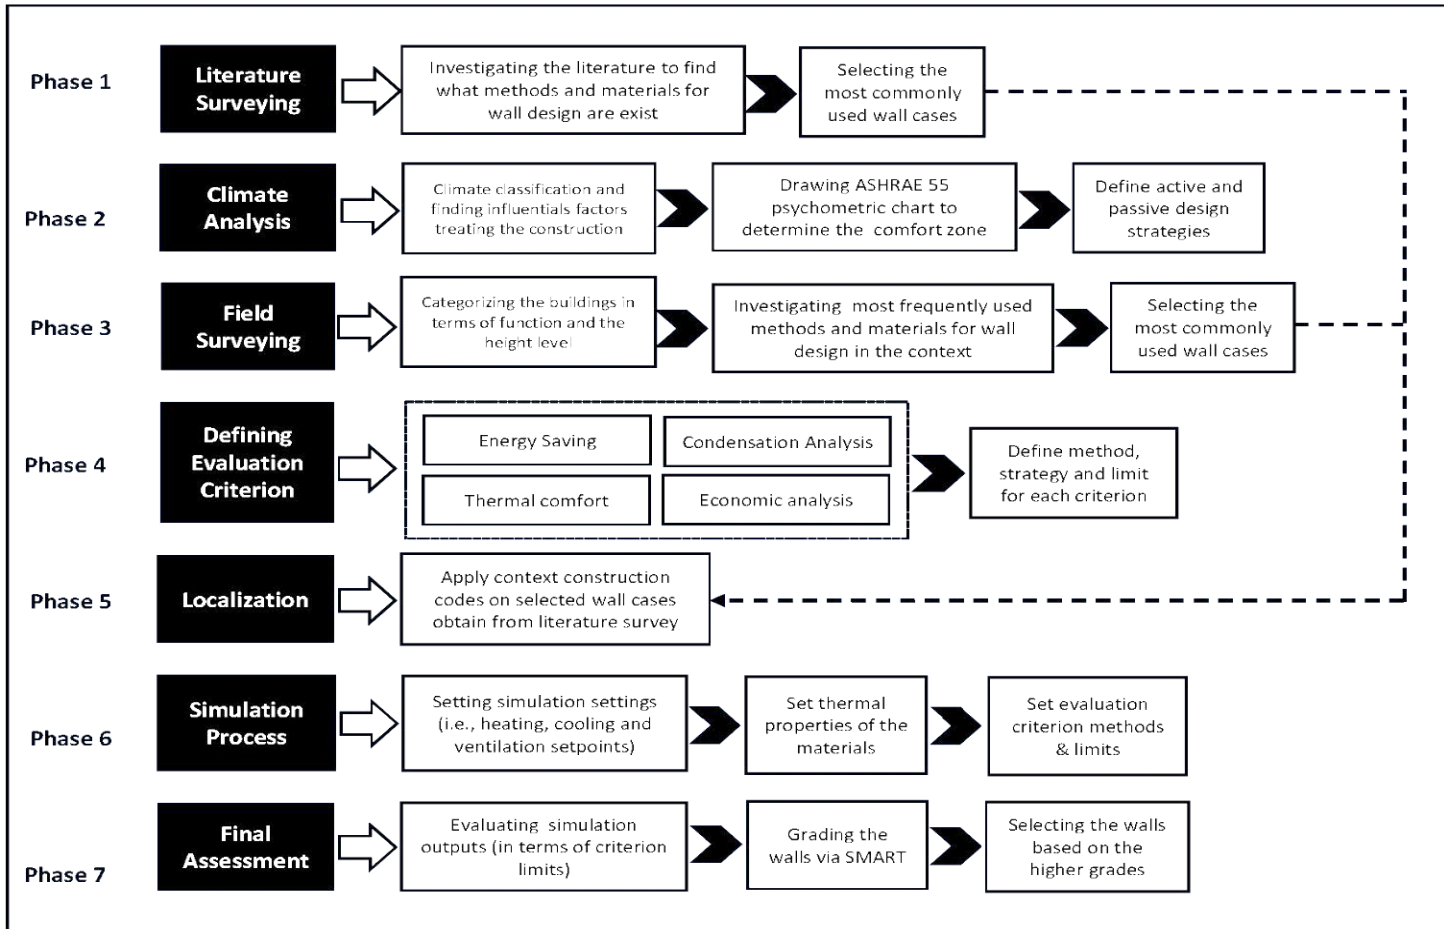 Phase 1
Literature
Surveying
Investigating the literature to find
what methods and materials for
wall design are exist
Selecting the
most commonly
used wall cases
Phase 2
Climate
Analysis
Climate classification and
finding influentials factors
treating the construction
Drawing ASHRAE 55
psychometric chart to
determine the comfort zone
Define active and
passive design
strategies
Phase 3
Field
Surveying
Categorizing the buildings in
terms of function and the
height level
Investigating most frequently used
methods and materials for wall
design in the context
Selecting the
most commonly
used wall cases
Phase 4
Defining
Evaluation
Criterion
Energy Saving
Condensation Analysis
Thermal comfort
Economic analysis
Define method,
strategy and limit
for each criterion
Phase 5
Localization
Apply context construction
codes on selected wall cases
obtain from literature survey
Phase 6
Simulation
Process
Setting simulation settings
(i.e., heating, cooling and
ventilation setpoints)
Set thermal
properties of the
materials
Set evaluation
criterion methods
& limits
Phase 7
Final
Assessment
Evaluating simulation
outputs (in terms of criterion
limits)
Grading the
walls via SMART
Selecting the walls
based on the
higher grades